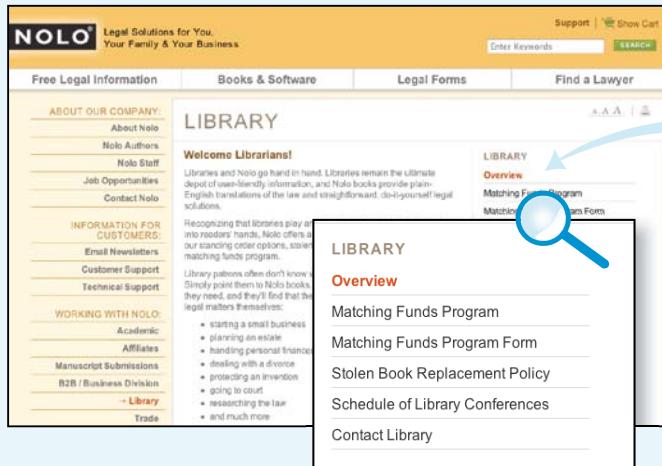 NOLO®
Legal Solutions for You,
Your Family & Your Business
Support | Show Cart
Enter Keywords
SEARCH
Free Legal Information
Books & Software
Legal Forms
Find a Lawyer
ABOUT OUR COMPANY:
About Nolo
Nolo Authors
Nolo Staff
Job Opportunities
Contact Nolo
INFORMATION FOR
CUSTOMERS:
Email Newsletters
Customer Support
Technical Support
WORKING WITH NOLO:
Academic
Affiliates
Manuscript Submissions
B2B / Business Division
→ Library
Trade
LIBRARY
A A A
Welcome Librarians!
Libraries and Nolo go hand in hand. Libraries remain the ultimate
depot of user-friendly information, and Nolo books provide plain-
English translations of the law and straightforward, do-it-yourself legal
solutions.
Recognizing that libraries play an
into readers' hands, Nolo offers a
our standing order options, stolen
matching funds program.
Library patrons often don't know
Simply point them to Nolo books,
they need, and they'll find that the
legal matters themselves:
• starting a small business
• planning an estate
• handling personal finances
• dealing with a divorce
• protecting an invention
• going to court
• researching the law
• and much more
LIBRARY
Overview
Matching Funds Program
Matching am Form
LIBRARY
Overview
Matching Funds Program
Matching Funds Program Form
Stolen Book Replacement Policy
Schedule of Library Conferences
Contact Library